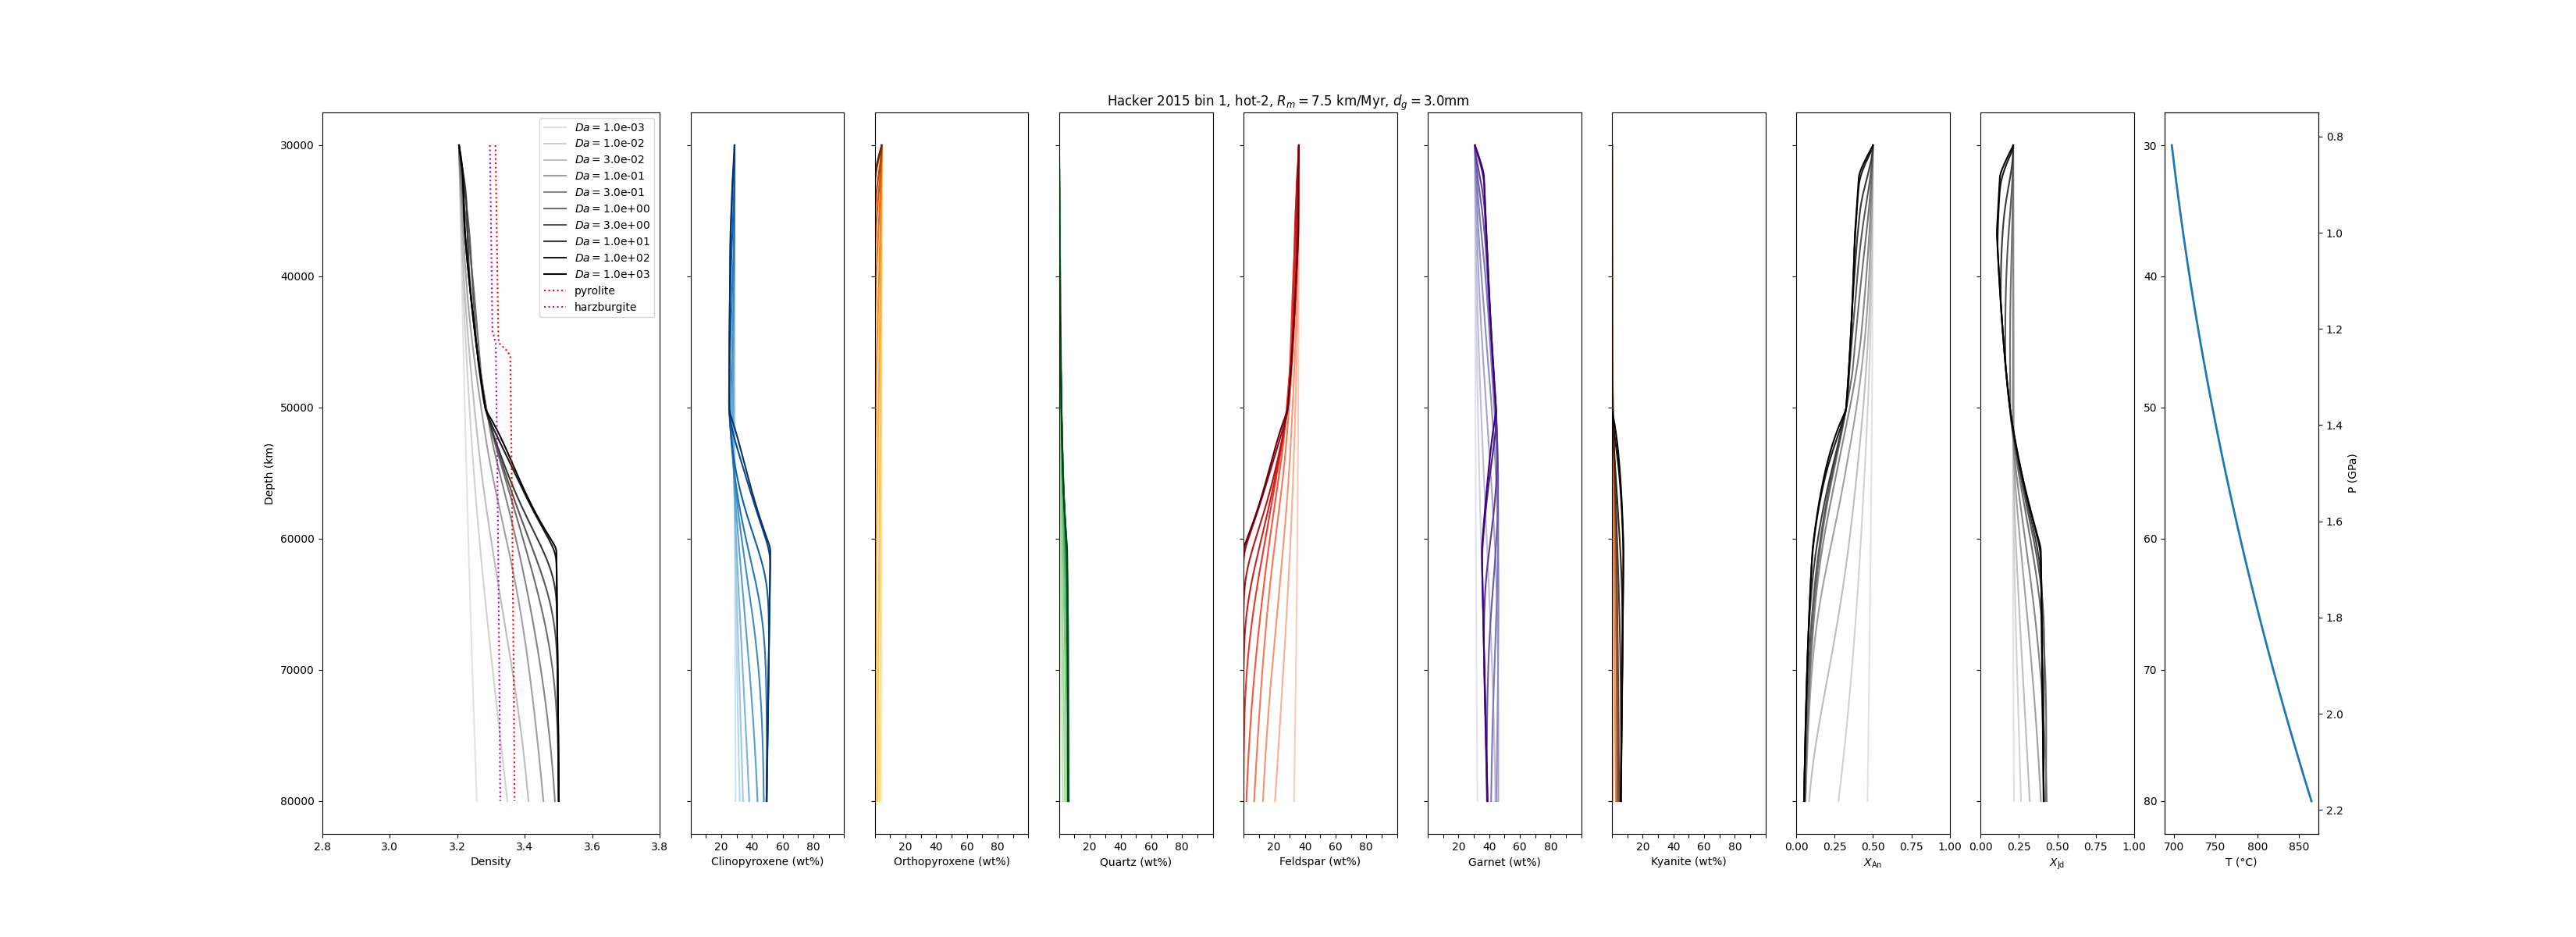 Hacker 2015 bin 1, hot-2, $R_m = 7.5$ km/Myr, $d_g = 3.0$mm
Da = 1.0e-03
Da = 1.0e-02
Da = 3.0e-02
Da = 1.0e-01
Da = 3.0e-01
Da = 1.0e+00
Da = 3.0e+00
Da = 1.0e+01
Da = 1.0e+02
Da = 1.0e+03
pyrolite
harzburgite
Depth (km)
30000
40000
50000
60000
70000
80000
2.8 3.0 3.2 3.4 3.6 3.8
Density
20 40 60 80
Clinopyroxene (wt%)
20 40 60 80
Orthopyroxene (wt%)
20 40 60 80
Quartz (wt%)
20 40 60 80
Feldspar (wt%)
20 40 60 80
Garnet (wt%)
20 40 60 80
Kyanite (wt%)
0.00 0.25 0.50 0.75 1.00
$X_{An}$
0.00 0.25 0.50 0.75 1.00
$X_{Jd}$
30
40
50
60
70
80
700 750 800 850
T (°C)
0.8
1.0
1.2
1.4
1.6
1.8
2.0
2.2
P (GPa)